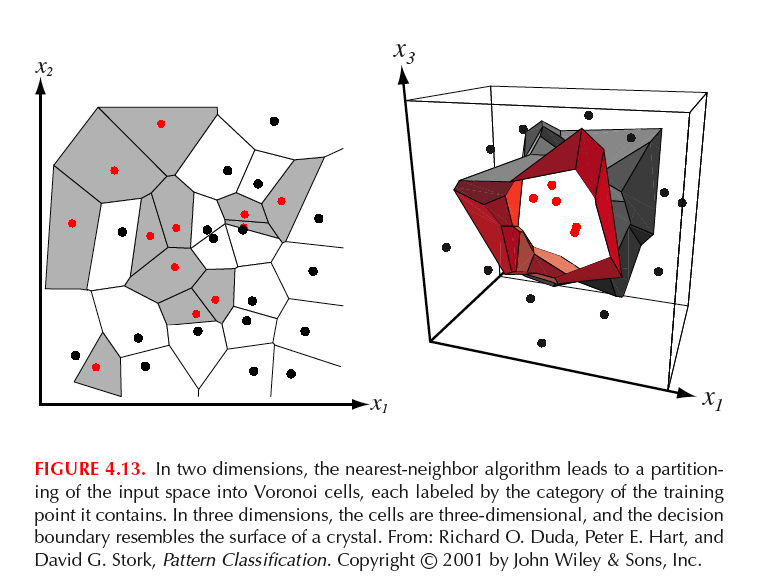 x2
x3
x1
x1
FIGURE 4.13. In two dimensions, the nearest-neighbor algorithm leads to a partition-
ing of the input space into Voronoi cells, each labeled by the category of the training
point it contains. In three dimensions, the cells are three-dimensional, and the decision
boundary resembles the surface of a crystal. From: Richard O. Duda, Peter E. Hart, and
David G. Stork, Pattern Classification. Copyright © 2001 by John Wiley & Sons, Inc.